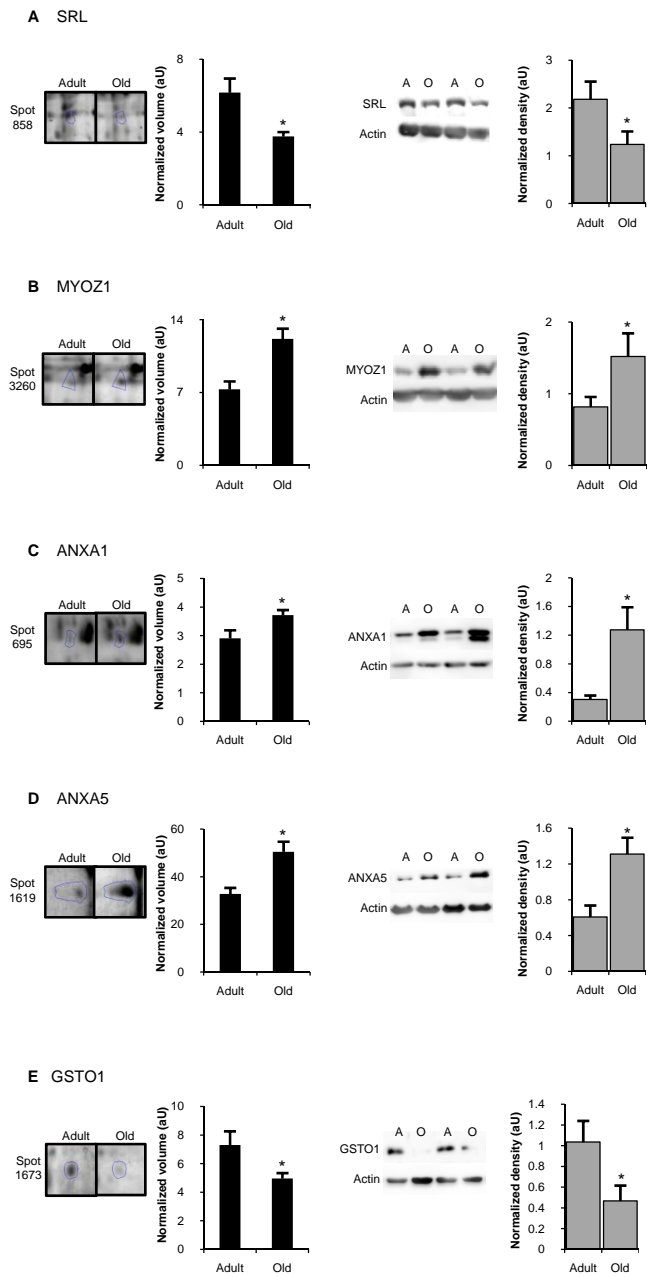 A SRL
Adult Old
Spot
858
Normalized volume (aU)
8
6
4
2
0
*
Adult Old
A O A O
SRL
Actin
Normalized density (aU)
3
2
1
0
*
Adult Old
B MYOZ1
Adult Old
Spot
3260
Normalized volume (aU)
14
7
0
*
Adult Old
A O A O
MYOZ1
Actin
Normalized density (aU)
2
1
0
*
Adult Old
C ANXA1
Adult Old
Spot
695
Normalized volume (aU)
5
4
3
2
1
0
*
Adult Old
A O A O
ANXA1
Actin
Normalized density (aU)
2
1.6
1.2
0.8
0.4
0
*
Adult Old
D ANXA5
Adult Old
Spot
1619
Normalized volume (aU)
60
40
20
0
*
Adult Old
A O A O
ANXA5
Actin
Normalized density (aU)
1.6
1.2
0.8
0.4
0
*
Adult Old
E GSTO1
Adult Old
Spot
1673
Normalized volume (aU)
10
8
6
4
2
0
*
Adult Old
A O A O
GSTO1
Actin
Normalized density (aU)
1.4
1.2
1
0.8
0.6
0.4
0.2
0
*
Adult Old